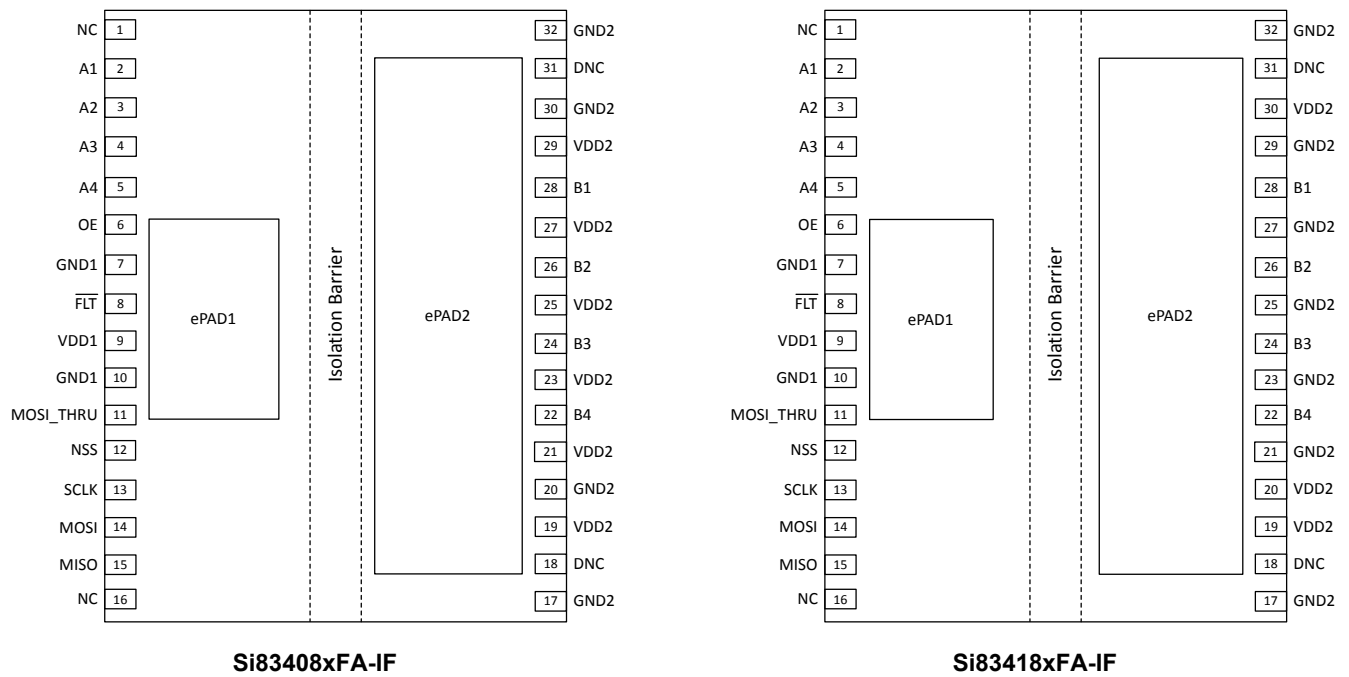 NC 1
A1 2
A2 3
A3 4
A4 5
OE 6
GND1 7
FLT 8
VDD1 9
GND1 10
MOSI_THRU 11
NSS 12
SCLK 13
MOSI 14
MISO 15
NC 16
ePAD1
Isolation Barrier
ePAD2
32 GND2
31 DNC
30 GND2
29 VDD2
28 B1
27 VDD2
26 B2
25 VDD2
24 B3
23 VDD2
22 B4
21 VDD2
20 GND2
19 VDD2
18 DNC
17 GND2
Si83408xFA-IF
NC 1
A1 2
A2 3
A3 4
A4 5
OE 6
GND1 7
FLT 8
VDD1 9
GND1 10
MOSI_THRU 11
NSS 12
SCLK 13
MOSI 14
MISO 15
NC 16
ePAD1
Isolation Barrier
ePAD2
32 GND2
31 DNC
30 VDD2
29 GND2
28 B1
27 GND2
26 B2
25 GND2
24 B3
23 GND2
22 B4
21 GND2
20 VDD2
19 VDD2
18 DNC
17 GND2
Si83418xFA-IF